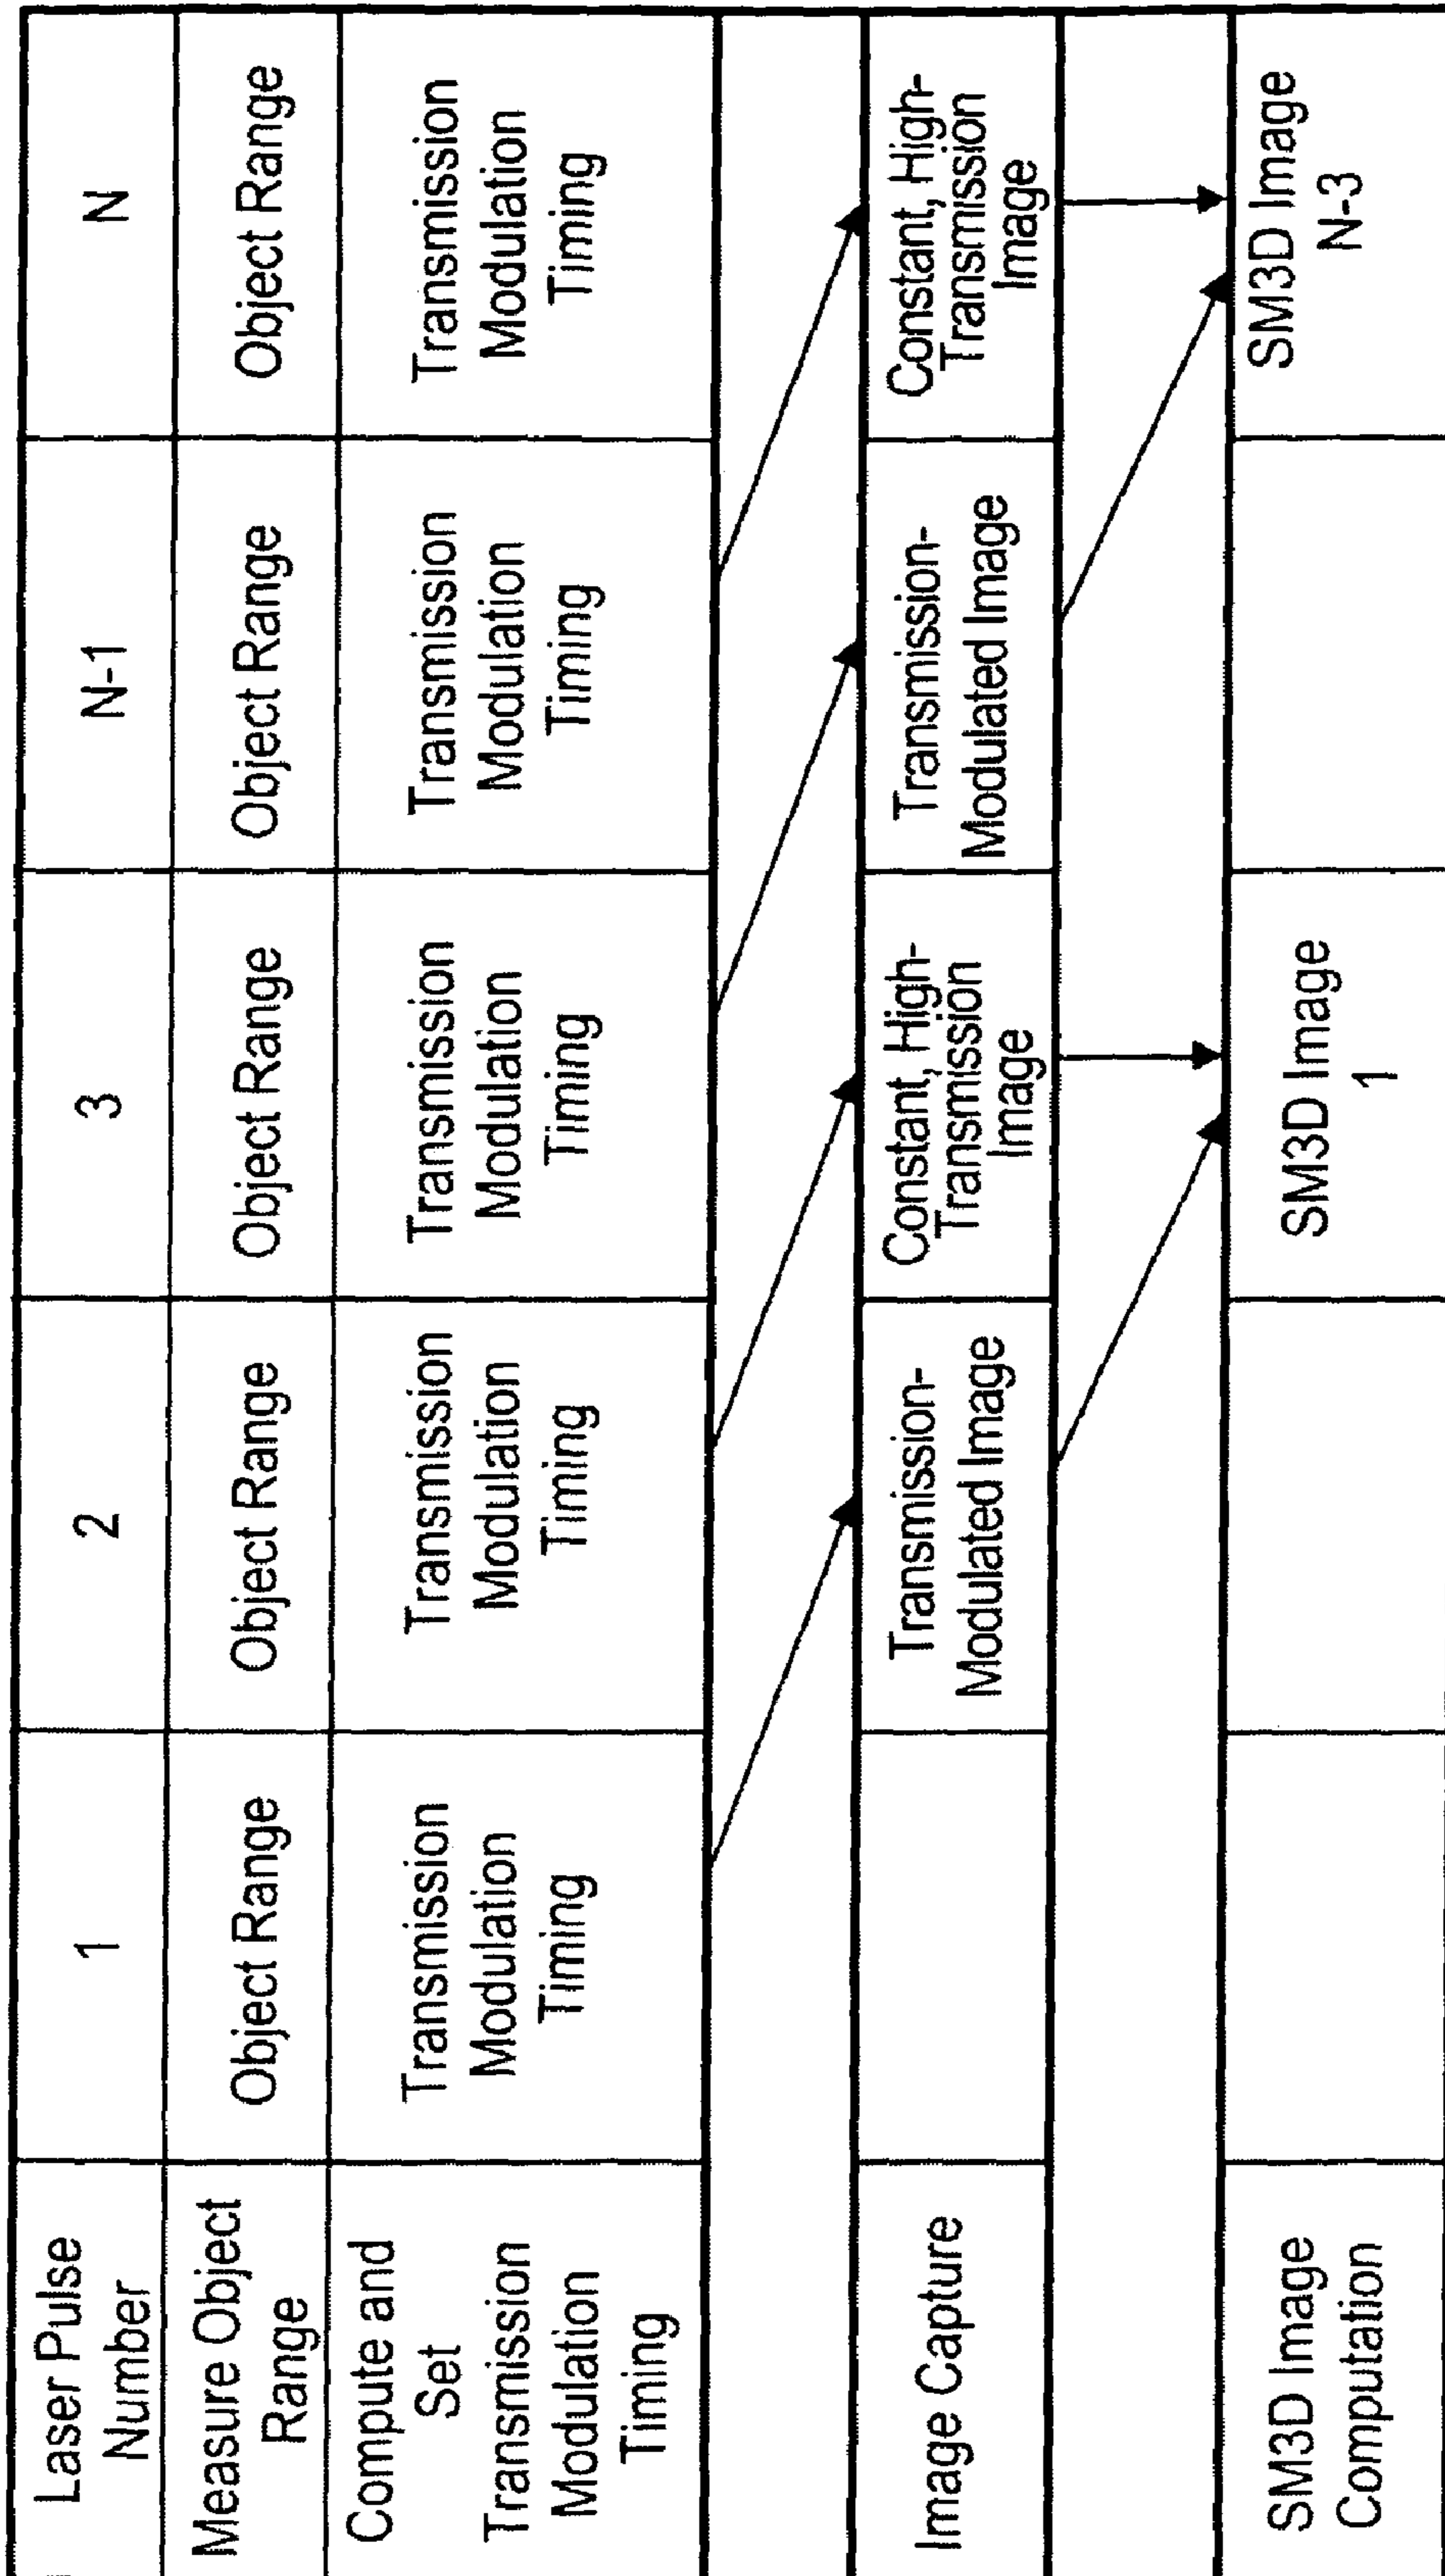 Laser Pulse
Number
1
2
3
N-1
N
Measure Object
Range
Object Range
Object Range
Object Range
Object Range
Object Range
Compute and
Set
Transmission
Modulation
Timing
Transmission
Modulation
Timing
Transmission
Modulation
Timing
Transmission
Modulation
Timing
Transmission
Modulation
Timing
Transmission
Modulation
Timing
Image Capture
Transmission-
Modulated Image
Constant, High-
Transmission
Image
Transmission-
Modulated Image
Constant, High-
Transmission
Image
SM3D Image
Computation
SM3D Image
1
SM3D Image
N-3